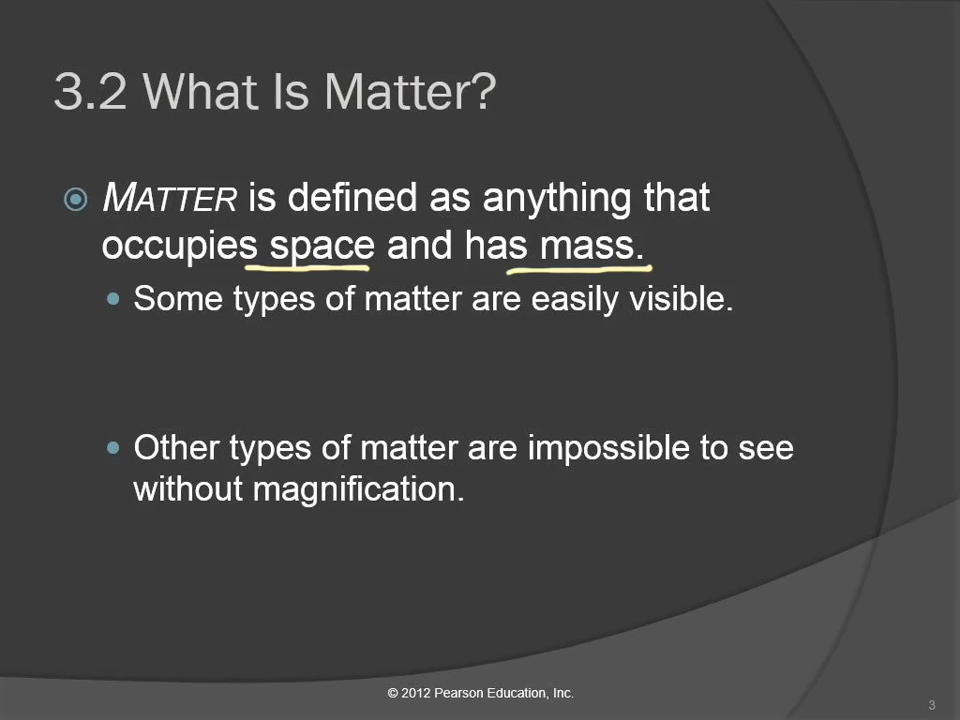 3.2 What Is Matter?
MATTER is defined as anything that
occupies space and has mass.
Some types of matter are easily visible.
Other types of matter are impossible to see
without magnification.
© 2012 Pearson Education, Inc.
3